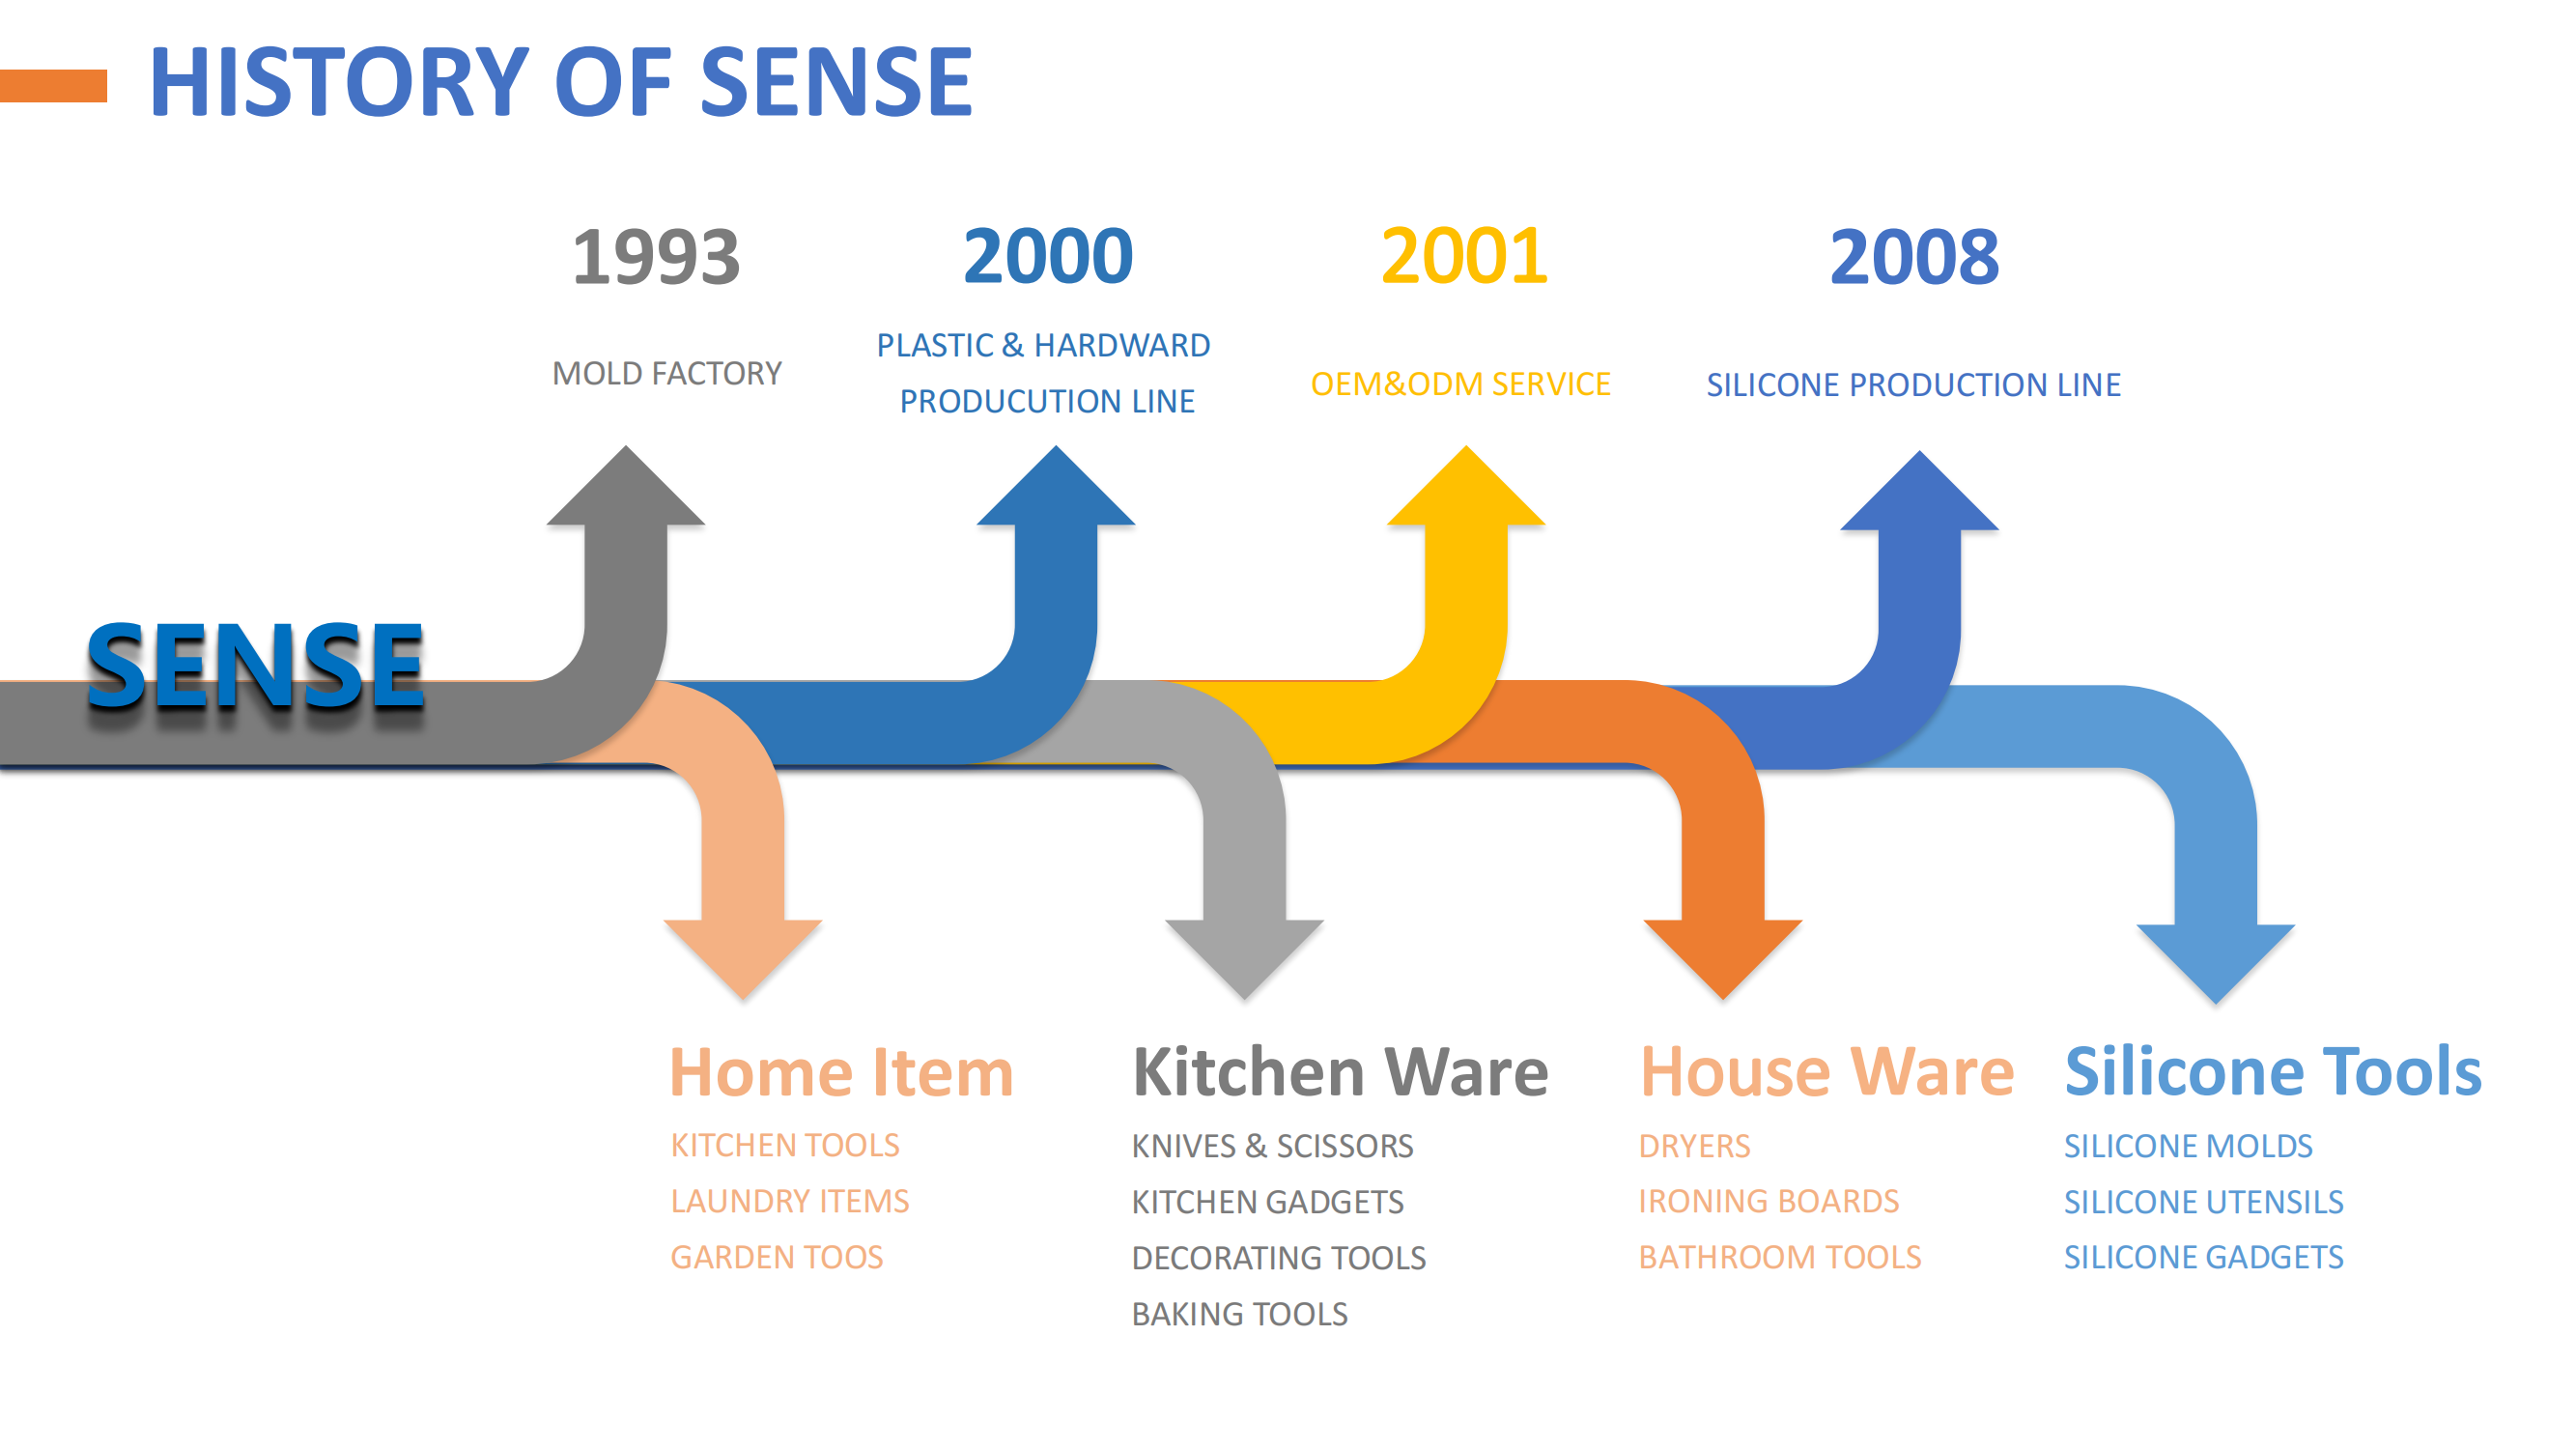 HISTORY OF SENSE
1993
MOLD FACTORY
2000
PLASTIC & HARDWARD
PRODUCUTION LINE
2001
OEM&ODM SERVICE
2008
SILICONE PRODUCTION LINE
SENSE
Home Item
KITCHEN TOOLS
LAUNDRY ITEMS
GARDEN TOOS
Kitchen Ware
KNIVES & SCISSORS
KITCHEN GADGETS
DECORATING TOOLS
BAKING TOOLS
House Ware
DRYERS
IRONING BOARDS
BATHROOM TOOLS
Silicone Tools
SILICONE MOLDS
SILICONE UTENSILS
SILICONE GADGETS